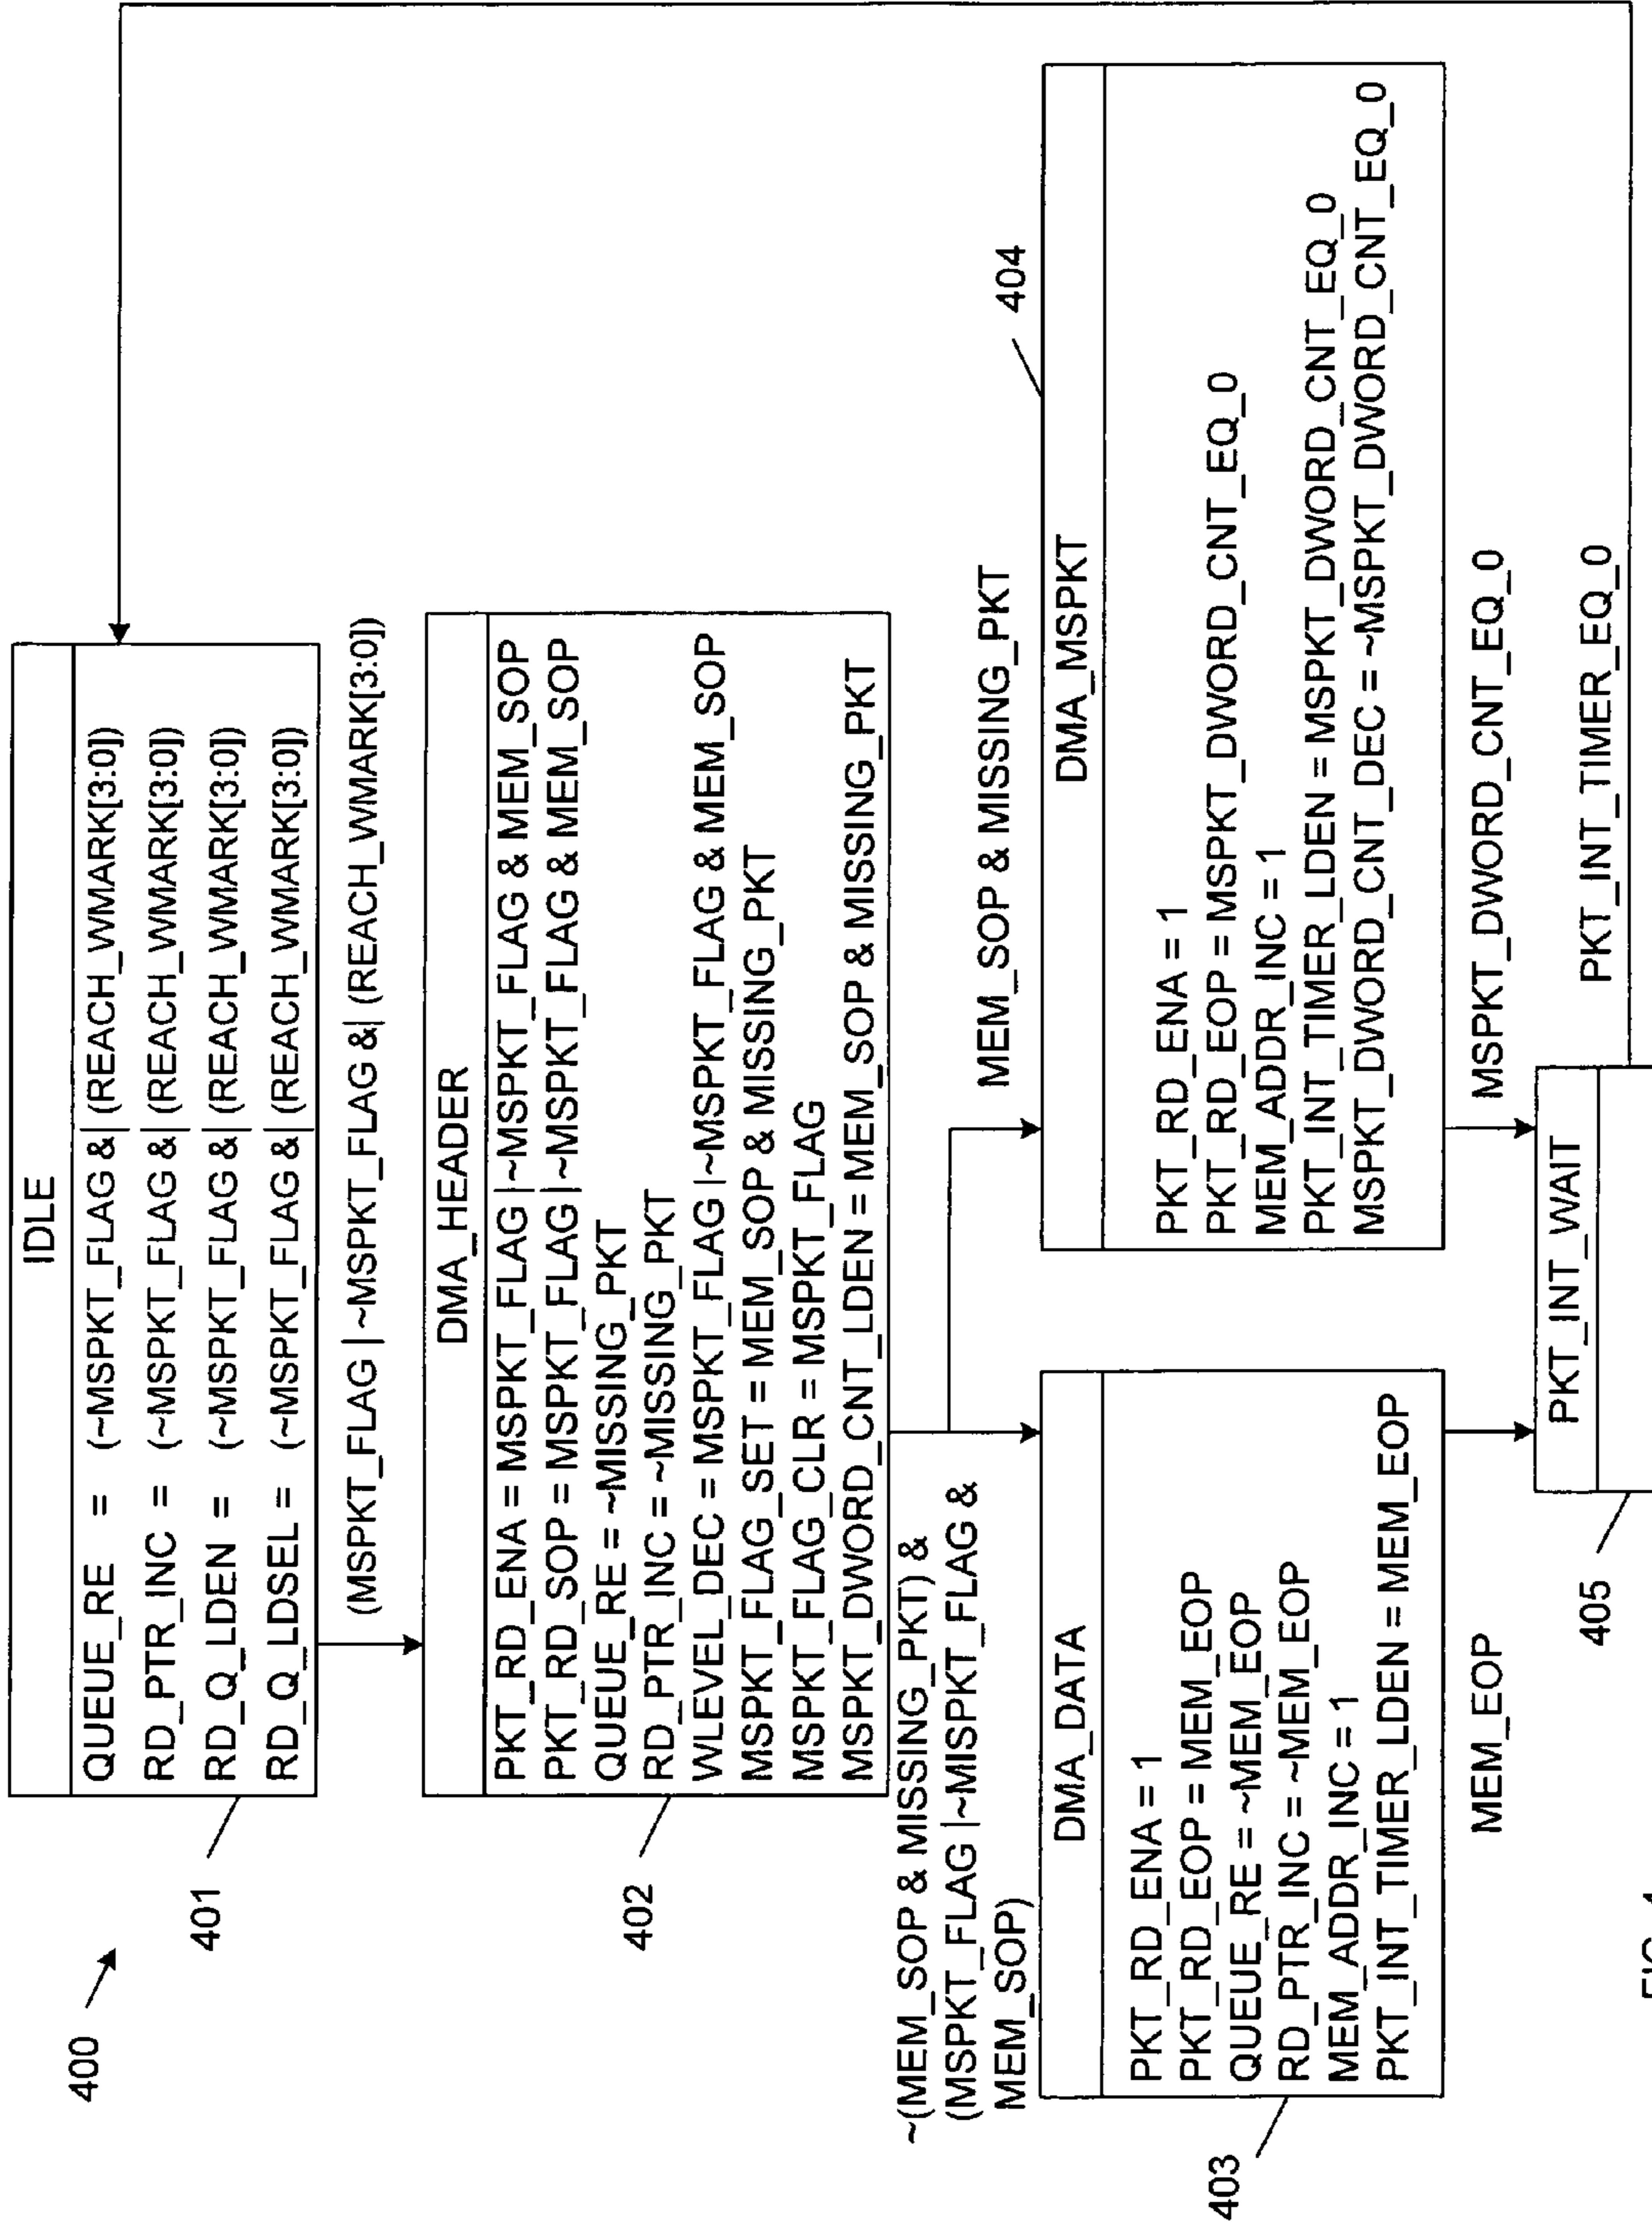 400
IDLE
QUEUE_RE = (~MSPKT_FLAG &| (REACH_WMARK[3:0])
RD_PTR_INC = (~MSPKT_FLAG &| (REACH_WMARK[3:0])
RD_Q_LDEN = (~MSPKT_FLAG &| (REACH_WMARK[3:0])
RD_Q_LDSEL = (~MSPKT_FLAG &| (REACH_WMARK[3:0])
401
(MSPKT_FLAG | ~MSPKT_FLAG &| (REACH_WMARK[3:0])
DMA_HEADER
PKT_RD_ENA = MSPKT_FLAG |~MSPKT_FLAG & MEM_SOP
PKT_RD_SOP = MSPKT_FLAG |~MSPKT_FLAG & MEM_SOP
QUEUE_RE = ~MISSING_PKT
RD_PTR_INC = ~MISSING_PKT
WLEVEL_DEC = MSPKT_FLAG |~MSPKT_FLAG & MEM_SOP
MSPKT_FLAG_SET = MEM_SOP & MISSING_PKT
MSPKT_FLAG_CLR = MSPKT_FLAG
MSPKT_DWORD_CNT_LDEN = MEM_SOP & MISSING_PKT
402
~(MEM_SOP & MISSING_PKT) &
(MSPKT_FLAG |~MISPKT_FLAG &
MEM_SOP)
MEM_SOP & MISSING_PKT
DMA_DATA
PKT_RD_ENA = 1
PKT_RD_EOP = MEM_EOP
QUEUE_RE = ~MEM_EOP
RD_PTR_INC = ~MEM_EOP
MEM_ADDR_INC = 1
PKT_INT_TIMER_LDEN = MEM_EOP
403
MEM_EOP
404
DMA_MSPKT
PKT_RD_ENA = 1
PKT_RD_EOP = MSPKT_DWORD_CNT_EQ_0
MEM_ADDR_INC = 1
PKT_INT_TIMER_LDEN = MSPKT_DWORD_CNT_EQ_0
MSPKT_DWORD_CNT_DEC = ~MSPKT_DWORD_CNT_EQ_0
MSPKT_DWORD_CNT_EQ_0
PKT_INT_WAIT
405
PKT_INT_TIMER_EQ_0